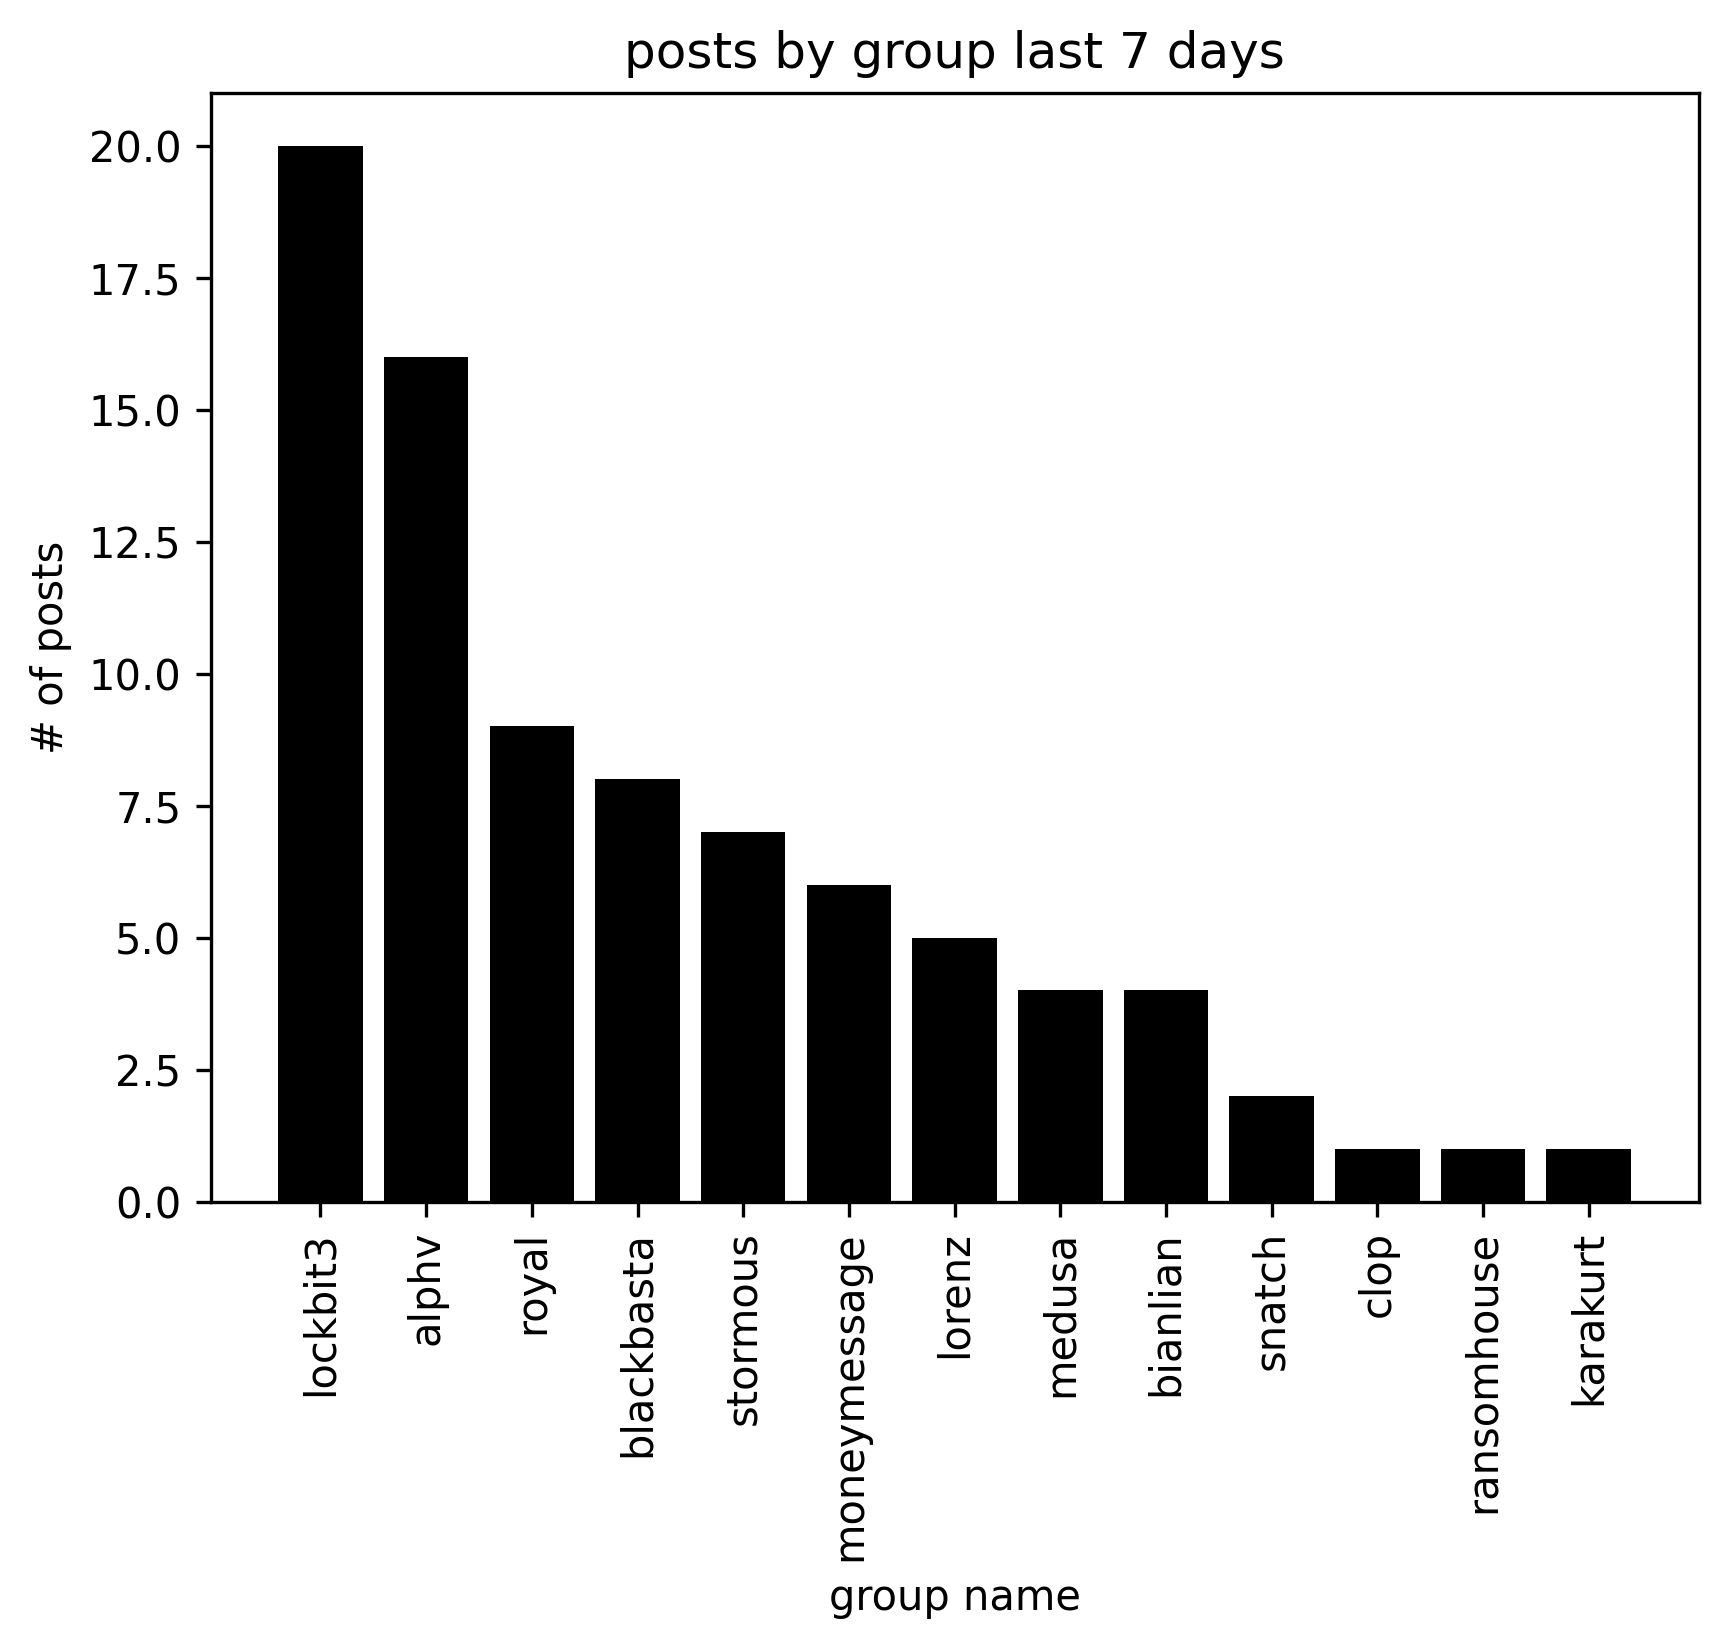 posts by group last 7 days
# of posts
20.0
17.5
15.0
12.5
10.0
7.5
5.0
2.5
0.0
lockbit3
alphv
royal
blackbasta
stormous
moneymessage
lorenz
medusa
bianlian
snatch
clop
ransomhouse
karakurt
group name